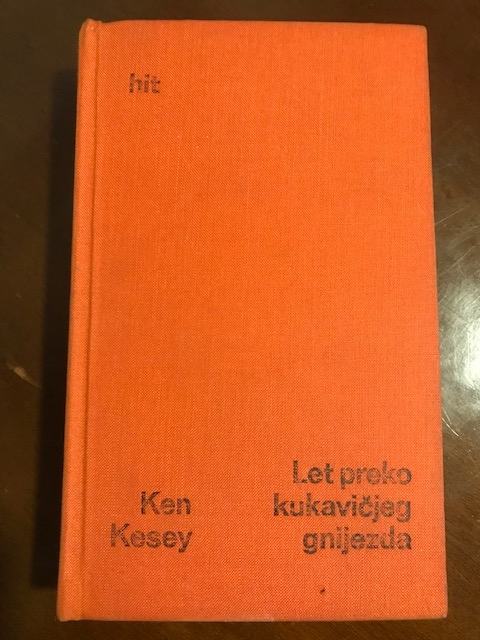 hit
Ken
Kesey
Let preko
kukavičjeg
gnijezda